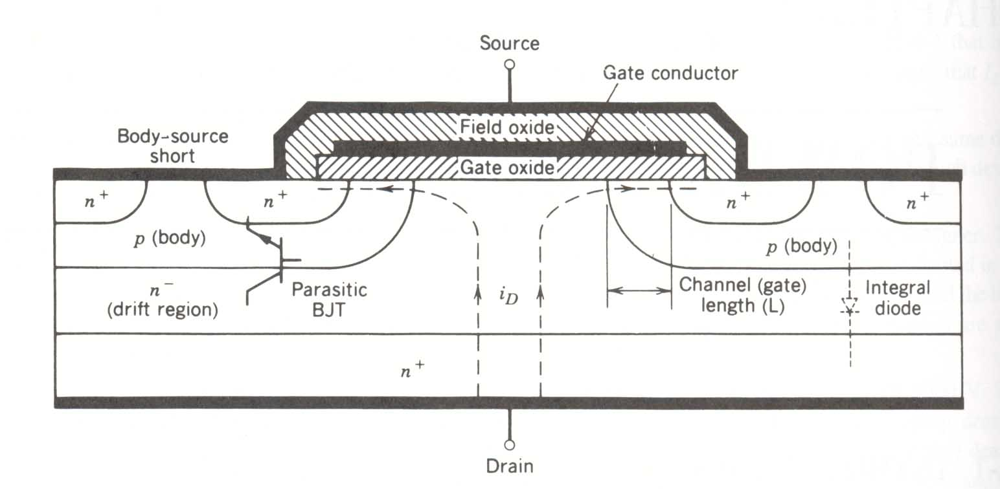 Source
Gate conductor
Field oxide
Body-source
short
Gate oxide
n+
n+
n+
n+
p (body)
p (body)
n−
(drift region)
Parasitic
BJT
iD
Channel (gate)
length (L)
Integral
diode
n+
Drain